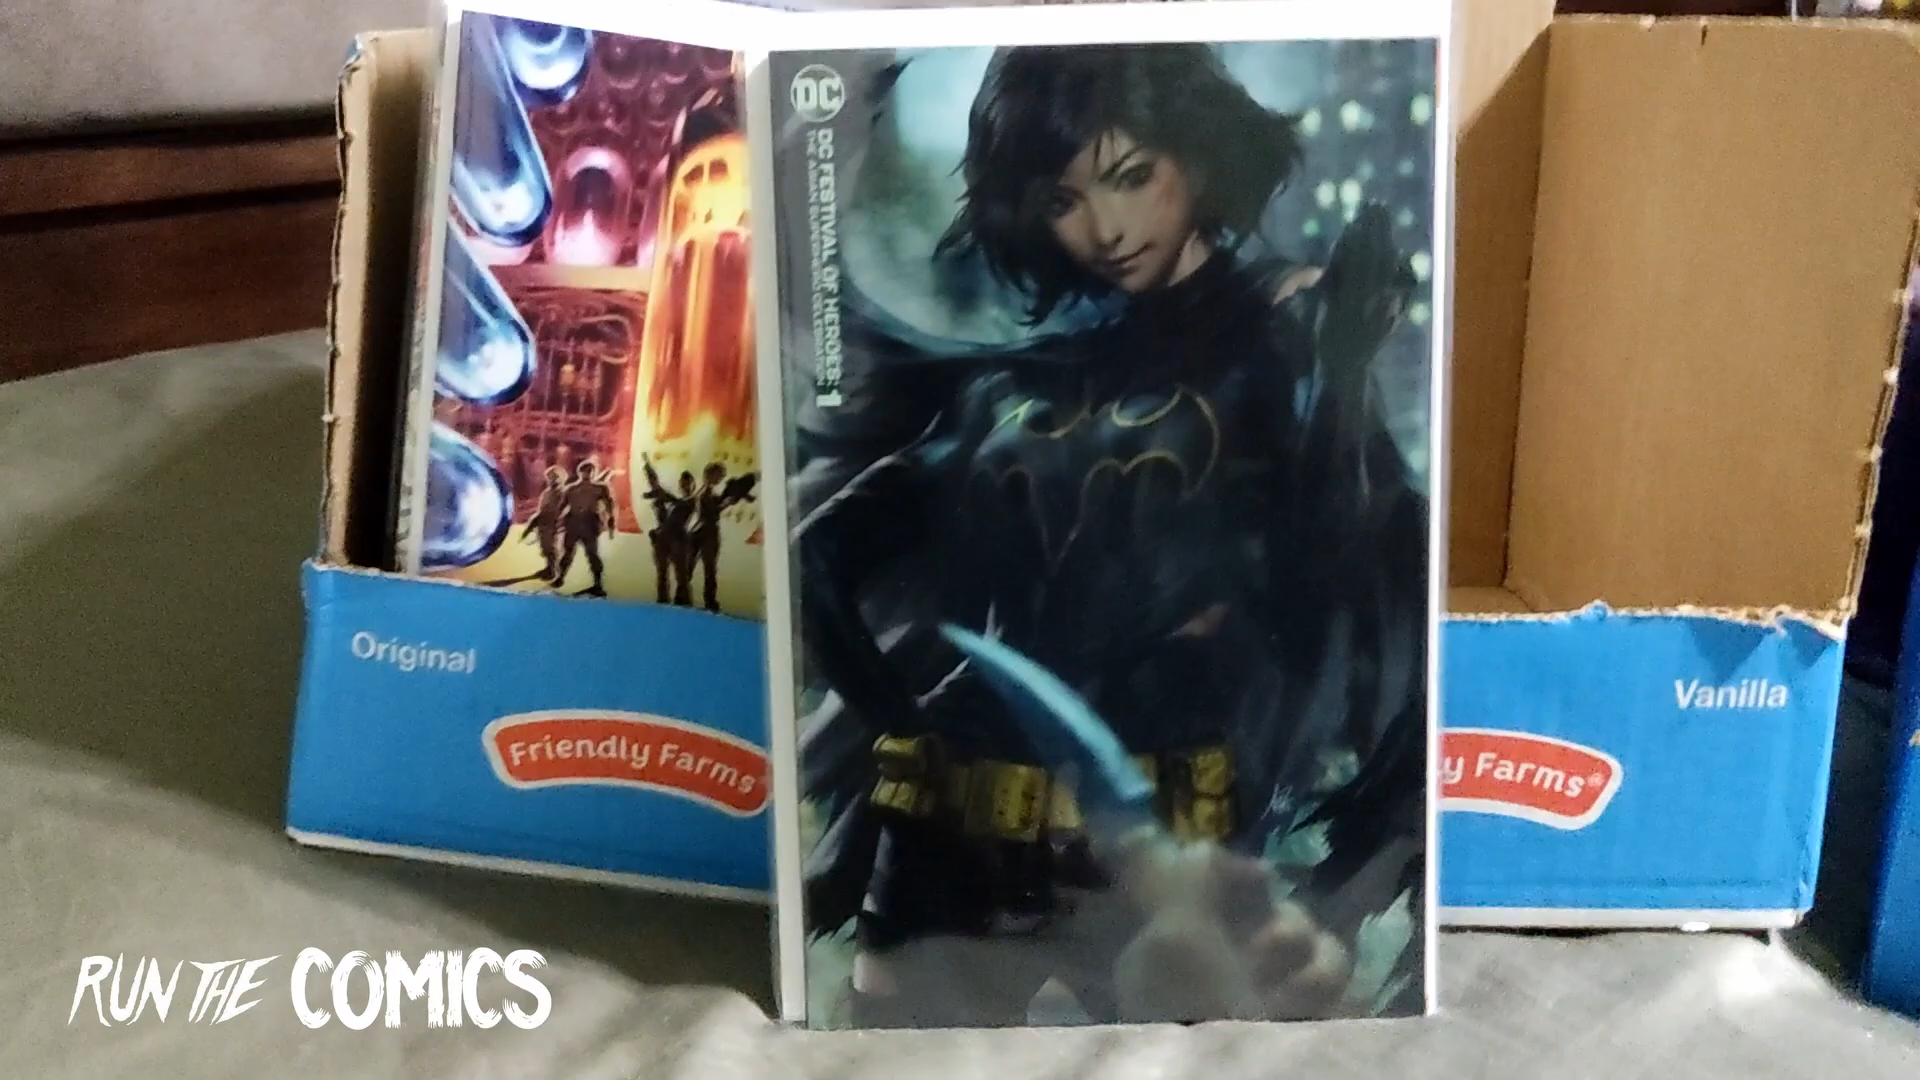 DC
DC FESTIVAL OF HEROES: 1
THE ASIAN SUPERHERO CELEBRATION
Original
Friendly Farms®
Vanilla
y Farms®
RUN THE COMICS